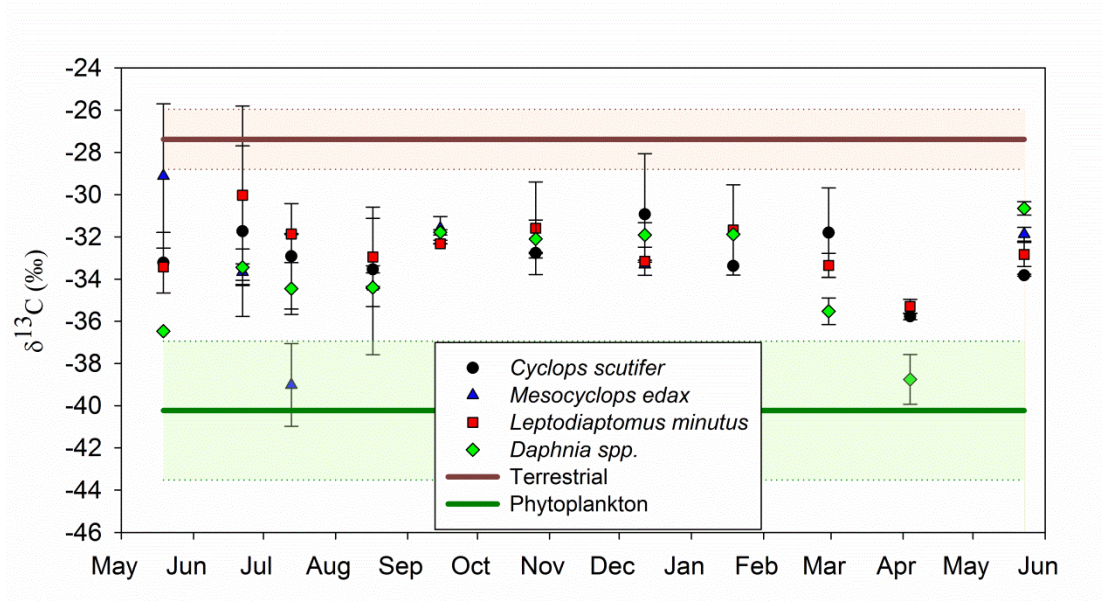 -24
-26
-28
-30
-32
-34
-36
-38
-40
-42
-44
-46
δ13C (‰)
Cyclops scutifer
Mesocyclops edax
Leptodiaptomus minutus
Daphnia spp.
Terrestrial
Phytoplankton
May Jun Jul Aug Sep Oct Nov Dec Jan Feb Mar Apr May Jun